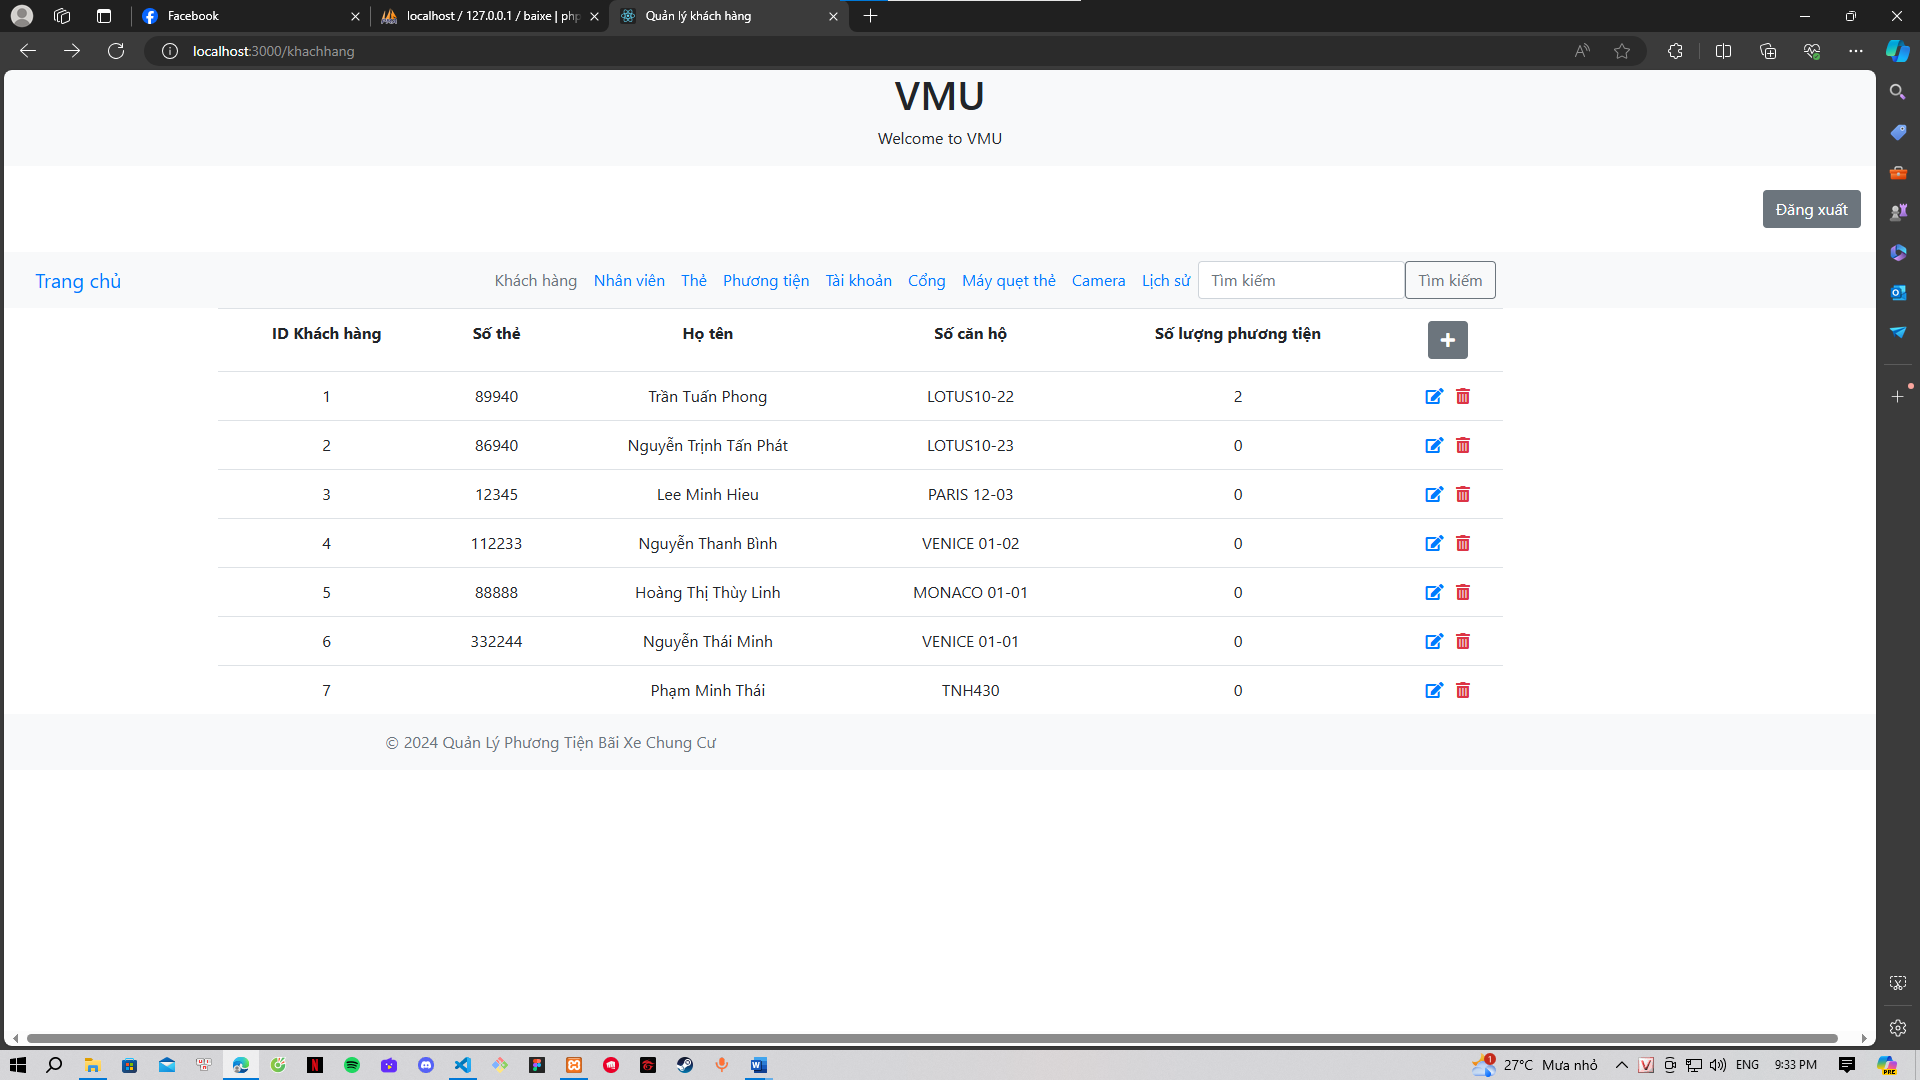 Facebook
localhost / 127.0.0.1 / baixe | php
Quản lý khách hàng
localhost:3000/khachhang
VMU
Welcome to VMU
Đăng xuất
Trang chủ Khách hàng Nhân viên Thẻ Phương tiện Tài khoản Cổng Máy quẹt thẻ Camera Lịch sử Tìm kiếm Tìm kiếm
ID Khách hàng Số thẻ Họ tên Số căn hộ Số lượng phương tiện
1 89940 Trần Tuấn Phong LOTUS10-22 2
2 86940 Nguyễn Trịnh Tấn Phát LOTUS10-23 0
3 12345 Lee Minh Hieu PARIS 12-03 0
4 112233 Nguyễn Thanh Bình VENICE 01-02 0
5 88888 Hoàng Thị Thùy Linh MONACO 01-01 0
6 332244 Nguyễn Thái Minh VENICE 01-01 0
7 Phạm Minh Thái TNH430 0
© 2024 Quản Lý Phương Tiện Bãi Xe Chung Cư
1 27°C Mưa nhỏ ENG 9:33 PM